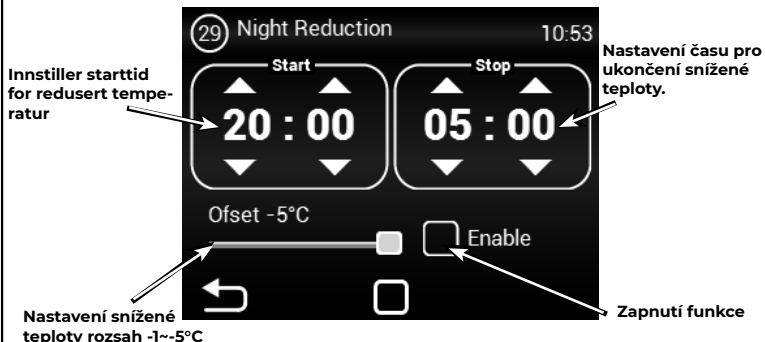 29 Night Reduction 10:53
Innstiller starttid
for redusert tempe-
ratur
Start
20 : 00
Stop
05 : 00
Nastavení času pro
ukončení snížené
teploty.
Ofset -5°C
Enable
Nastavení snížené
teploty rozsah -1~-5°C
Zapnutí funkce